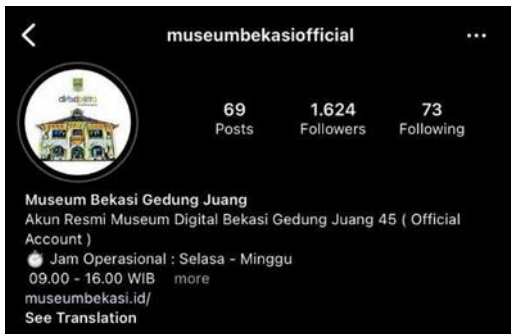 museumbekasiofficial
69 1.624 73
Posts Followers Following
Museum Bekasi Gedung Juang
Akun Resmi Museum Digital Bekasi Gedung Juang 45 ( Official
Account )
Jam Operasional : Selasa - Minggu
09.00 - 16.00 WIB more
museumbekasi.id/
See Translation